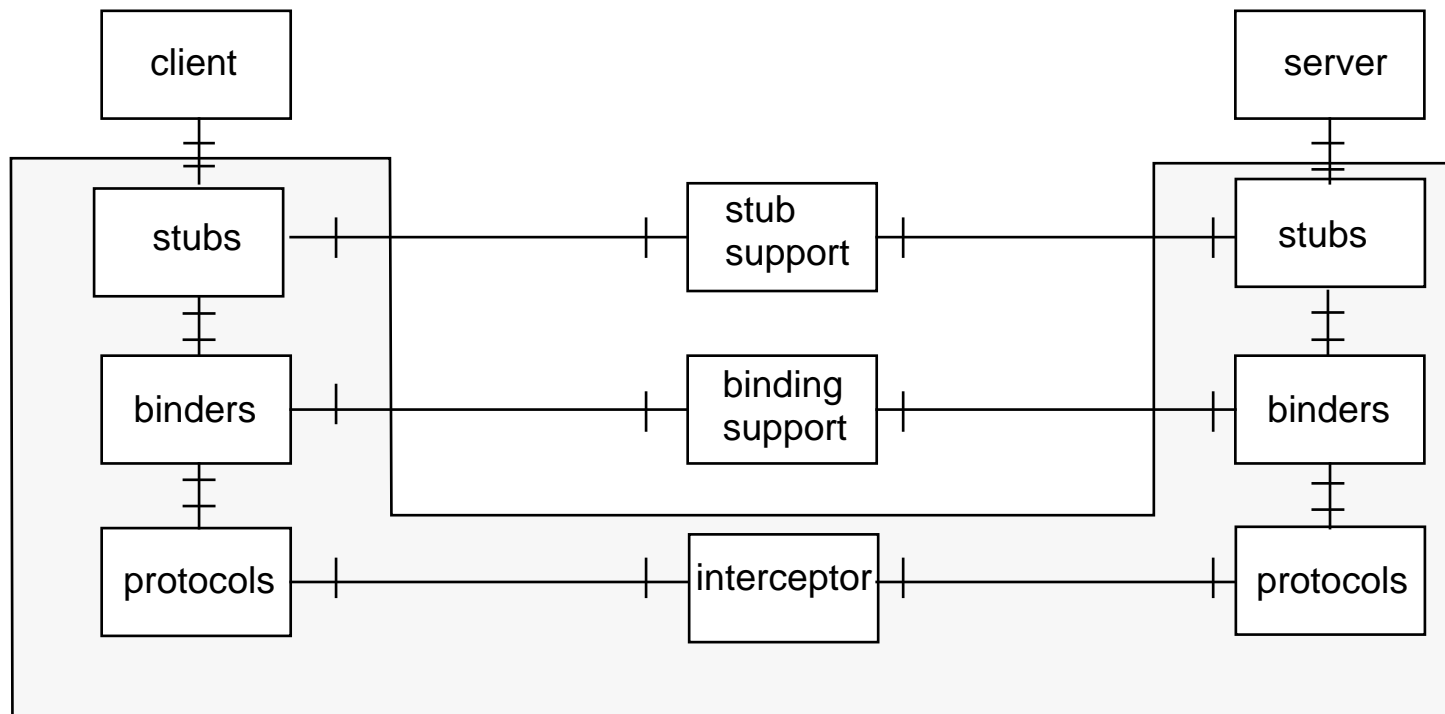 client
server
stubs
stub
support
stubs
binders
binding
support
binders
protocols
interceptor
protocols